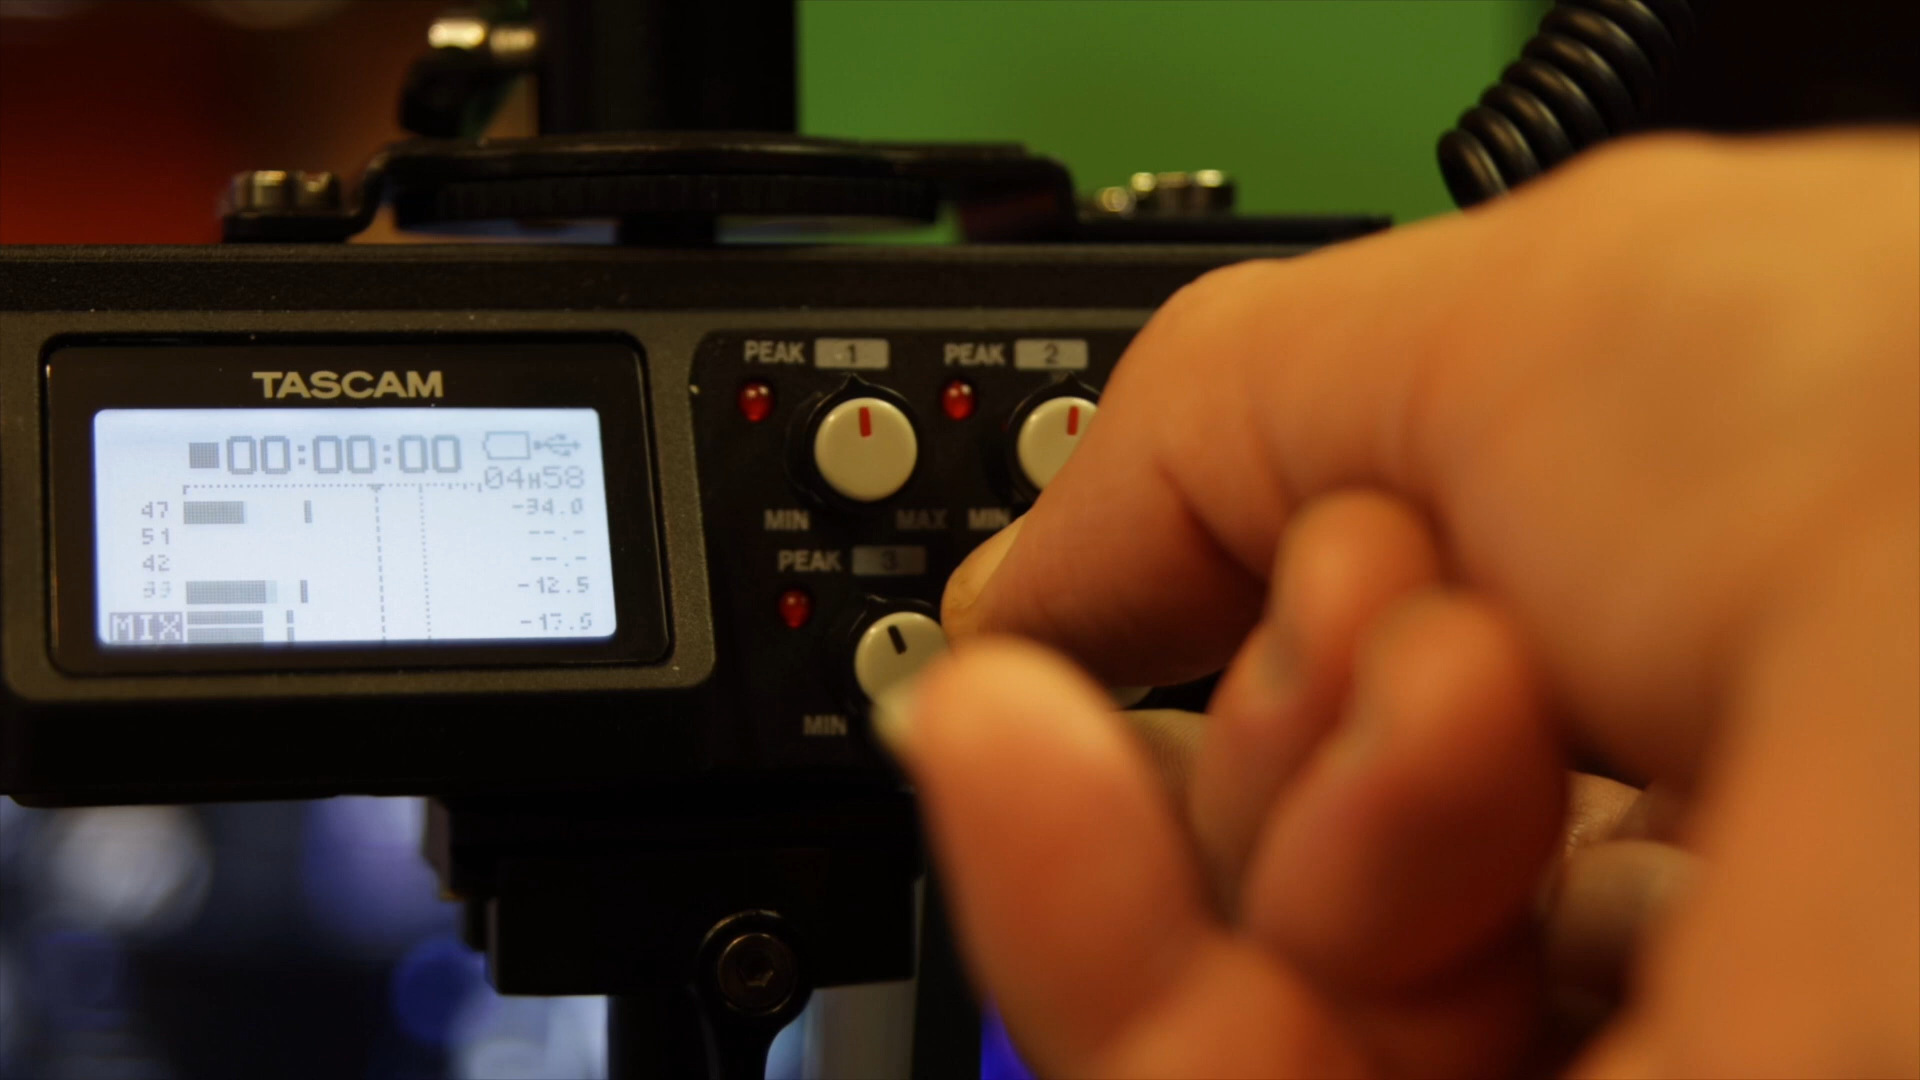 TASCAM
00:00:00
04H58
47 -34.0
51 --.-
42 --.-
33 -12.5
MIX -17.5
PEAK 1
PEAK 2
MIN MAX MIN
PEAK 3
MIN